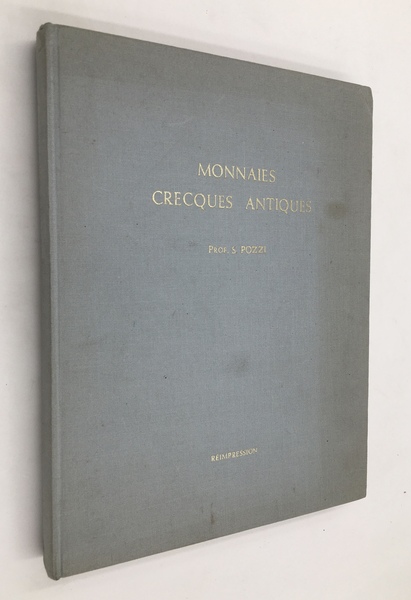 MONNAIES
CRECQUES ANTIQUES
PROF. S. POZZI
REIMPRESSION